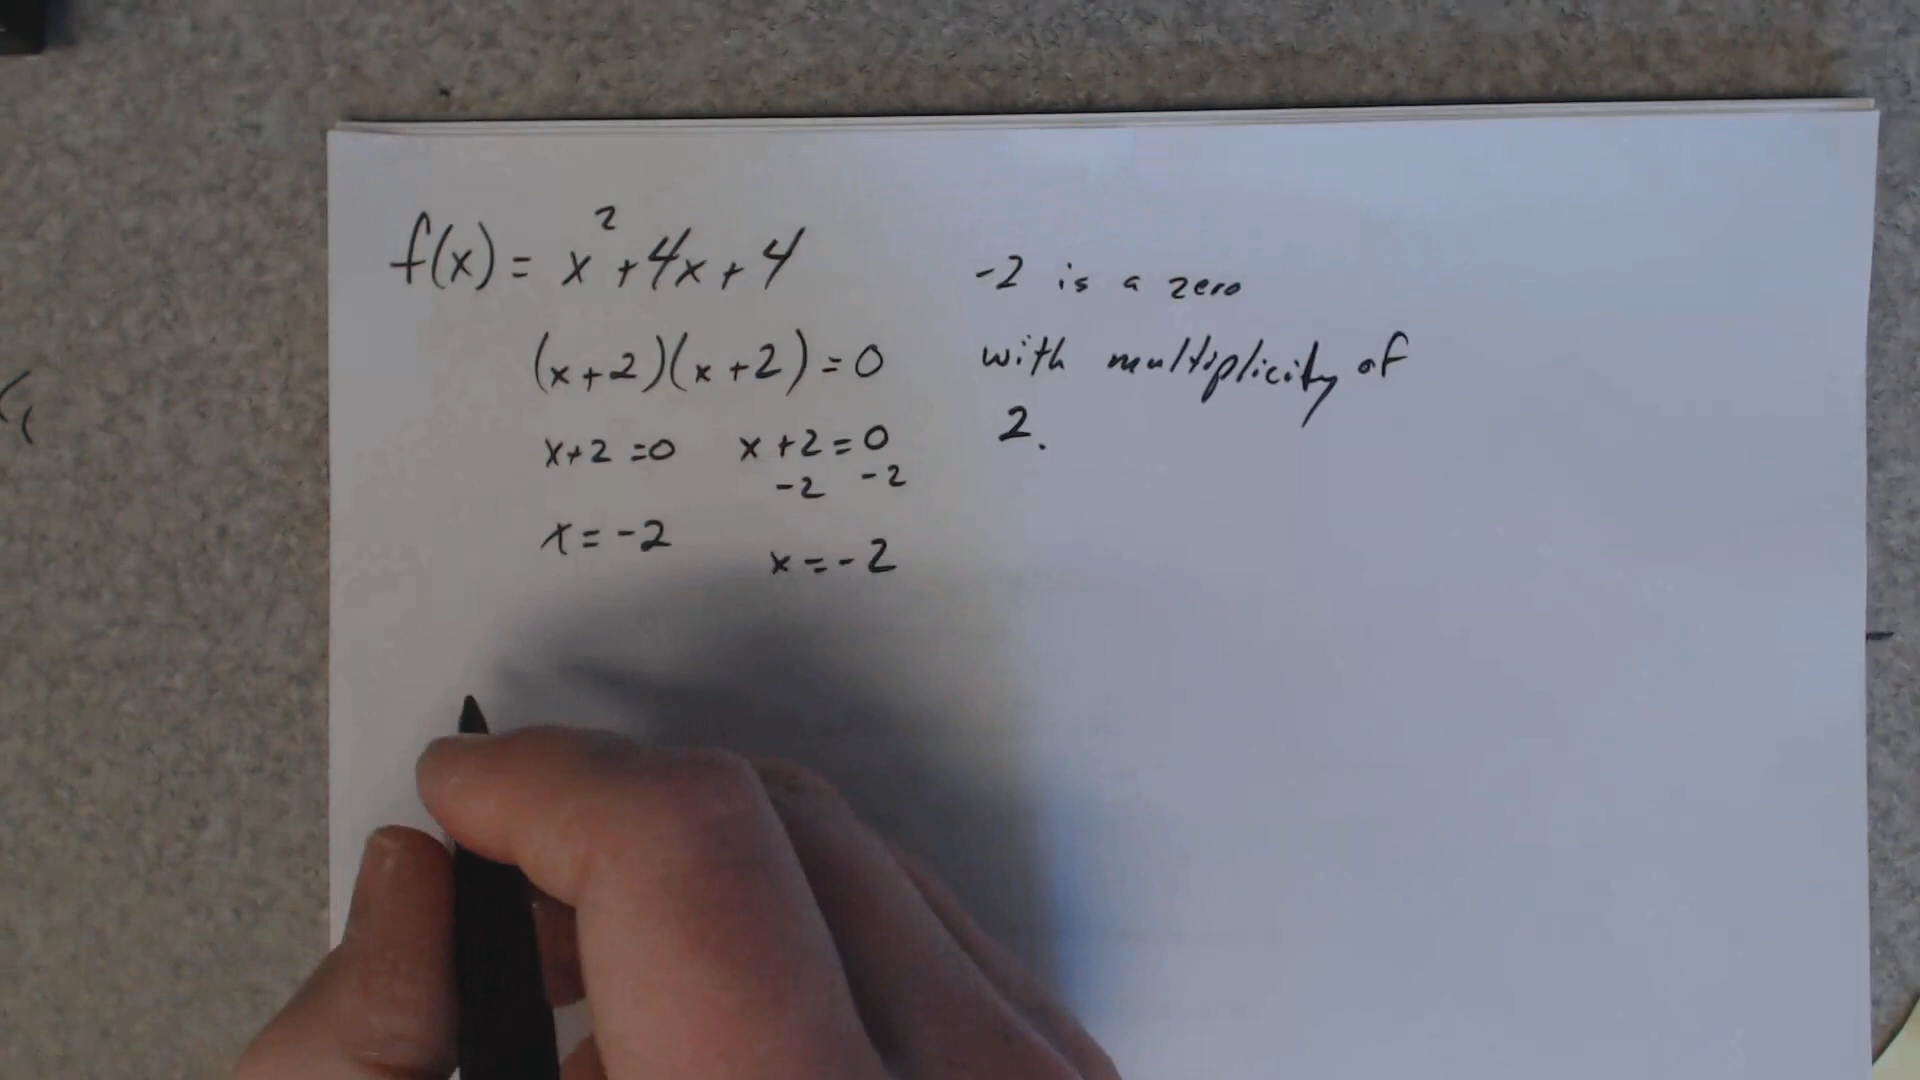 f(x) = x²+4x+4
(x+2)(x+2)=0
x+2=0 x+2=0
-2 -2
x=-2
x=-2
-2 is a zero
with multiplicity of
2.